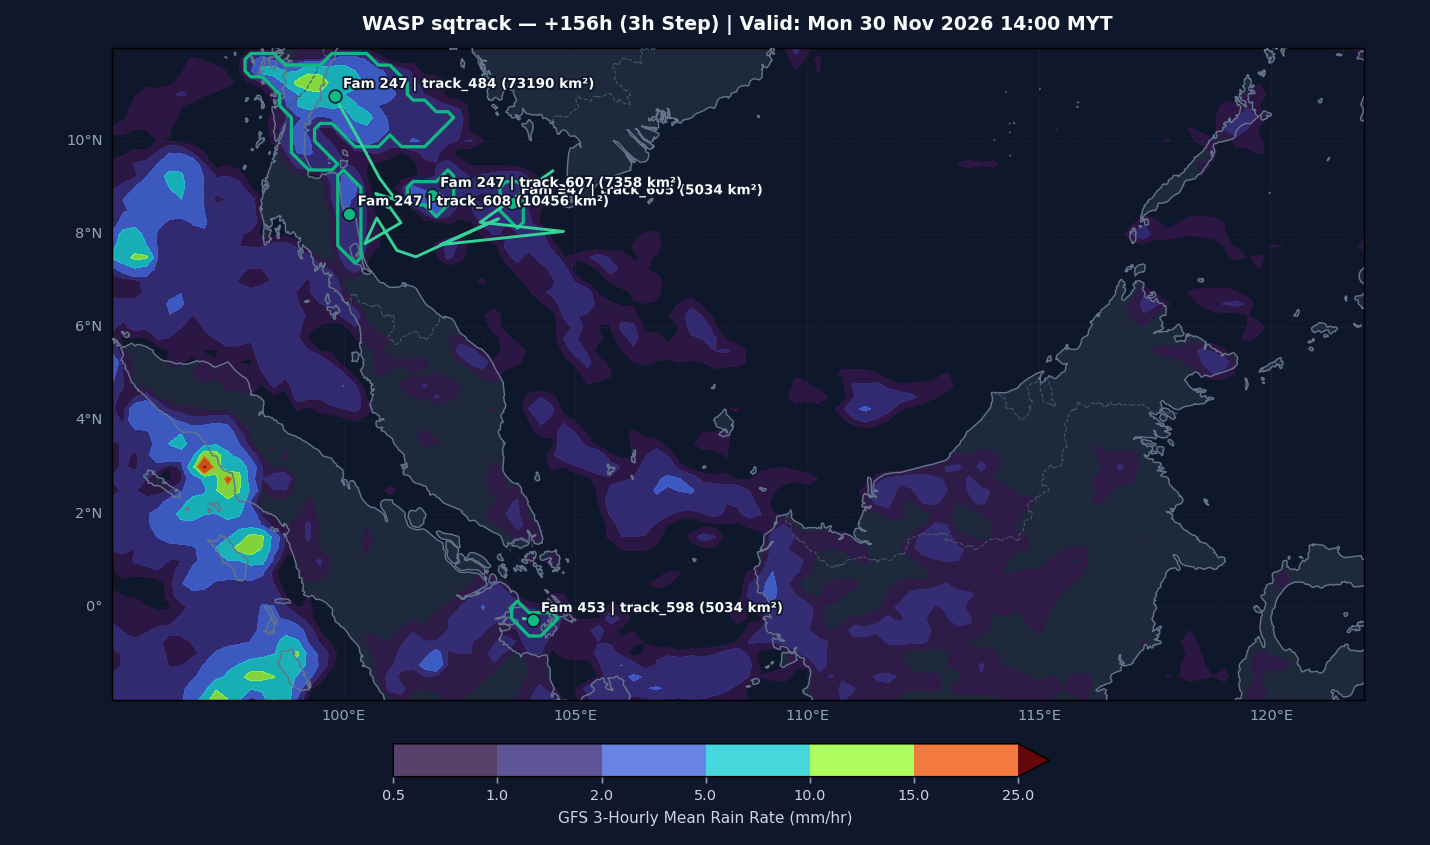 WASP sqtrack — +156h (3h Step) | Valid: Mon 30 Nov 2026 14:00 MYT
Fam 247 | track_484 (73190 km²)
10°N
Fam 247 | track_607 (7358 km²)
Fam 247 | track_605 (5034 km²)
Fam 247 | track_608 (10456 km²)
8°N
6°N
4°N
2°N
Fam 453 | track_598 (5034 km²)
0°
100°E 105°E 110°E 115°E 120°E
0.5 1.0 2.0 5.0 10.0 15.0 25.0
GFS 3-Hourly Mean Rain Rate (mm/hr)